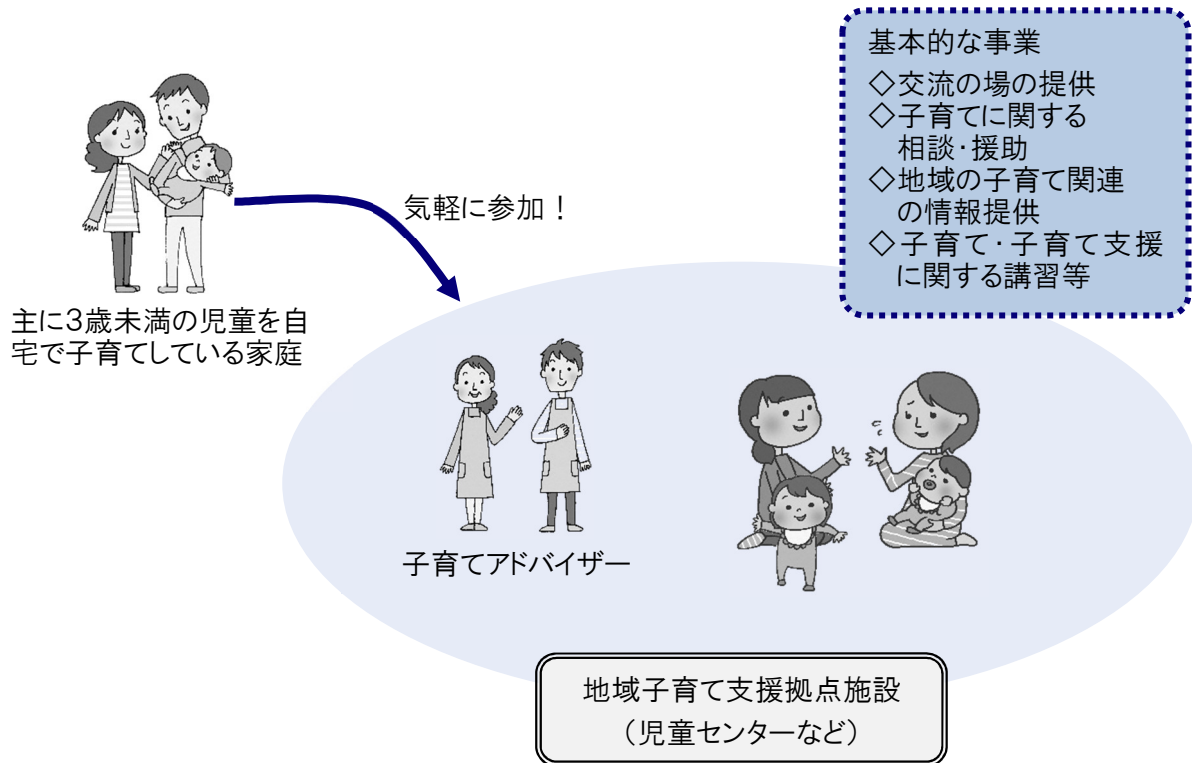 基本的な事業
◇交流の場の提供
◇子育てに関する
相談・援助
◇地域の子育て関連
の情報提供
◇子育て・子育て支援
に関する講習等
気軽に参加！
主に３歳未満の児童を自
宅で子育てしている家庭
子育てアドバイザー
地域子育て支援拠点施設
（児童センターなど）